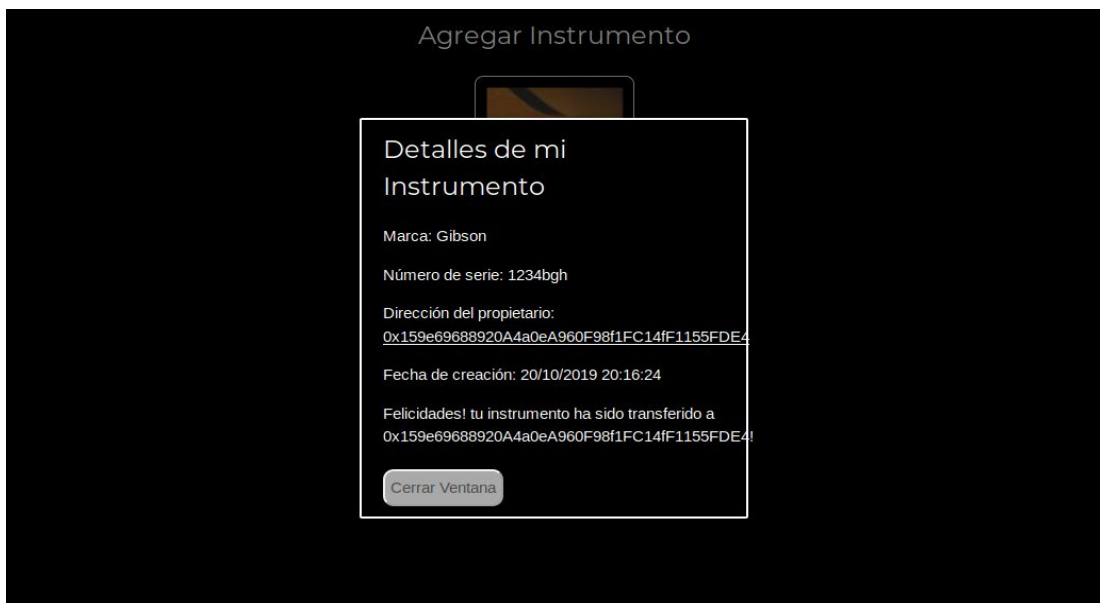 Agregar Instrumento
Detalles de mi
Instrumento
Marca: Gibson
Número de serie: 1234bgh
Dirección del propietario:
0x159e69688920A4a0eA960F98f1FC14fF1155FDE4
Fecha de creación: 20/10/2019 20:16:24
Felicidades! tu instrumento ha sido transferido a
0x159e69688920A4a0eA960F98f1FC14fF1155FDE4!
Cerrar Ventana